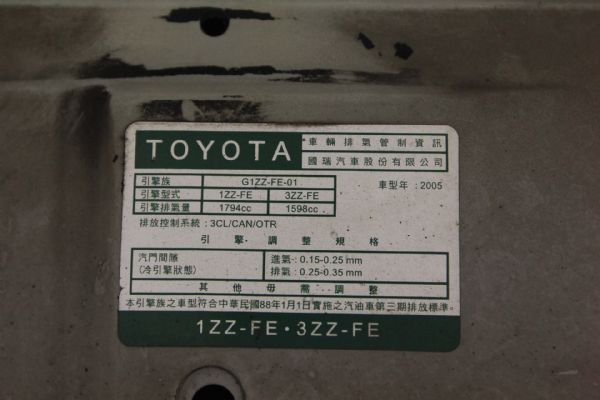 TOYOTA
車輛排氣管制資訊
國瑞汽車股份有限公司
引擎族 G1ZZ-FE-01
引擎型式 1ZZ-FE 3ZZ-FE
車型年:2005
引擎排氣量 1794cc 1598cc
排放控制系統:3CL/CAN/OTR
引擎調整規格
汽門間隙 進氣:0.15-0.25 mm
(冷引擎狀態) 排氣:0.25-0.35 mm
其他毋需調整
本引擎族之車型符合中華民國88年1月1日實施之汽油車第三期排放標準。
1ZZ-FE·3ZZ-FE